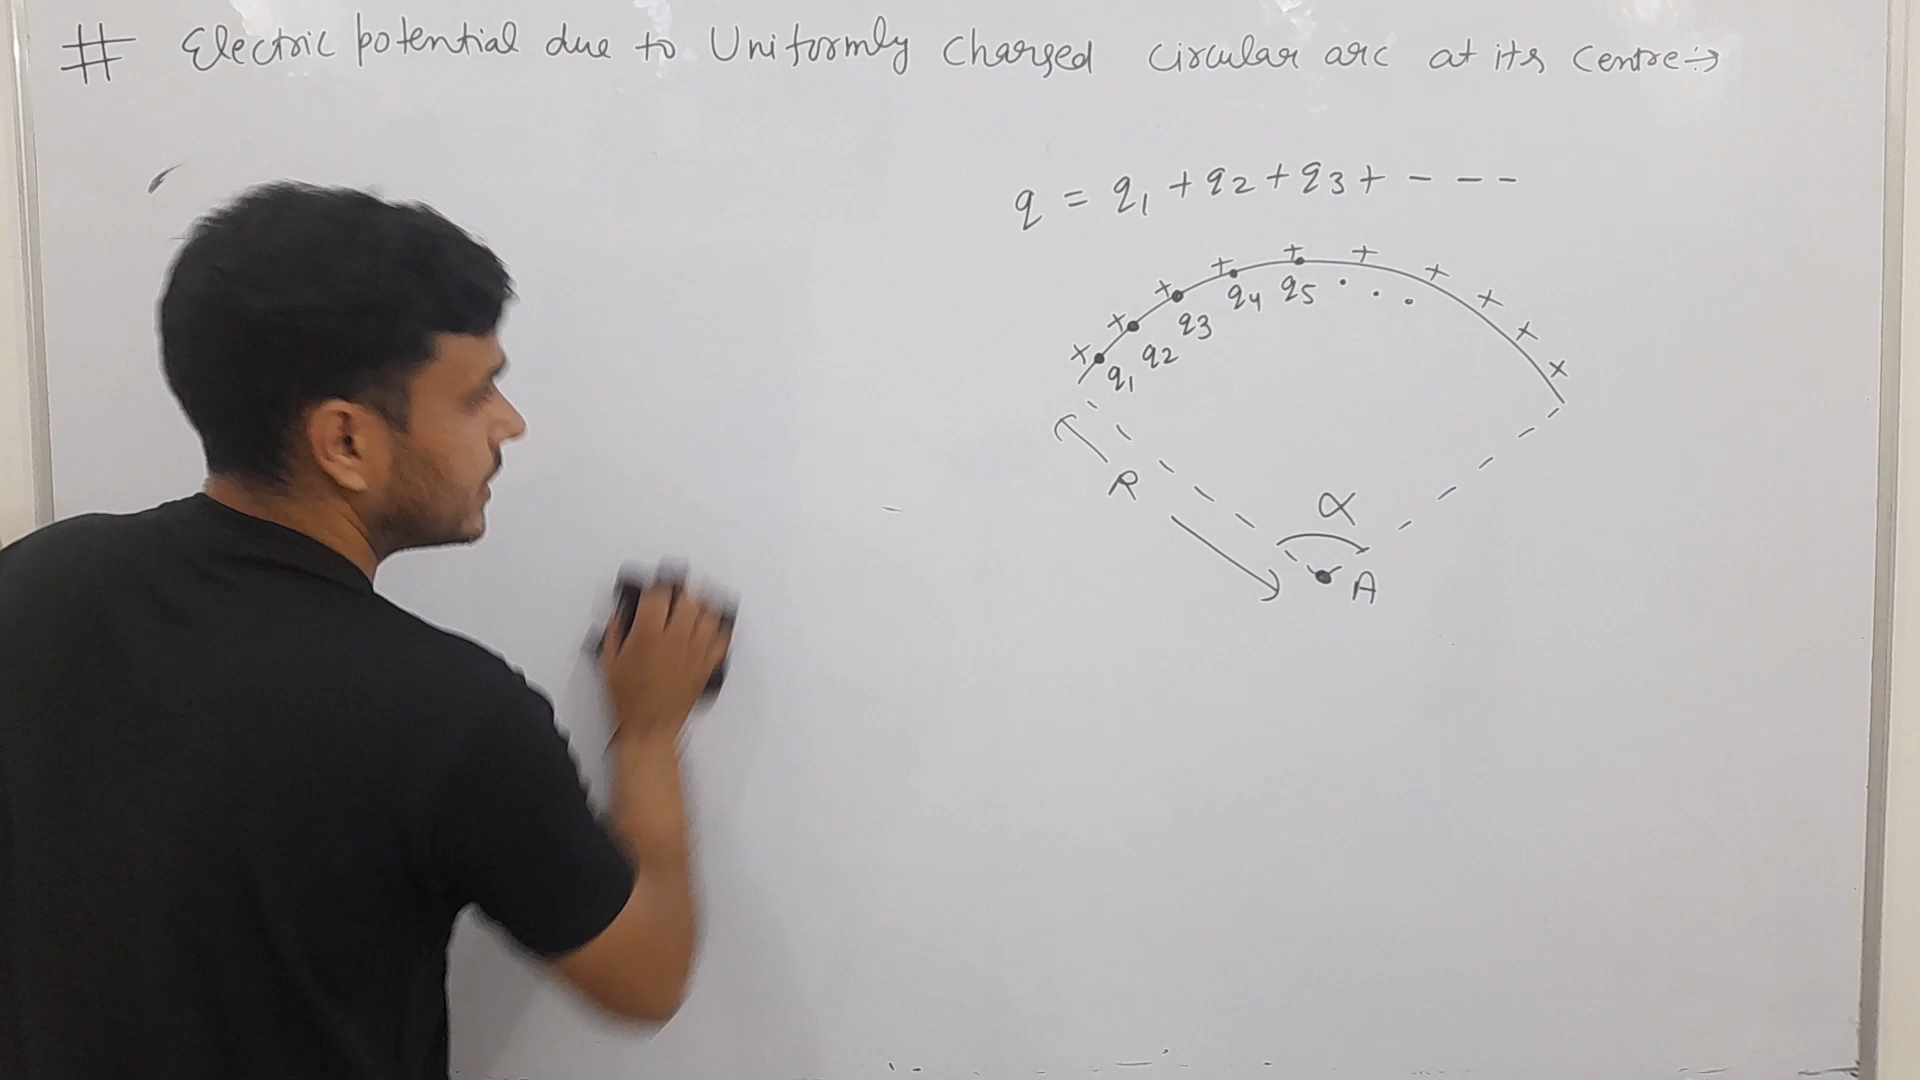 # Electric potential due to Uniformly Charged Circular arc at its Centre :→
q = q1 + q2 + q3 + - - -
+ + + + + + + + + +
q1 q2 q3 q4 q5 . . .
R
α
A